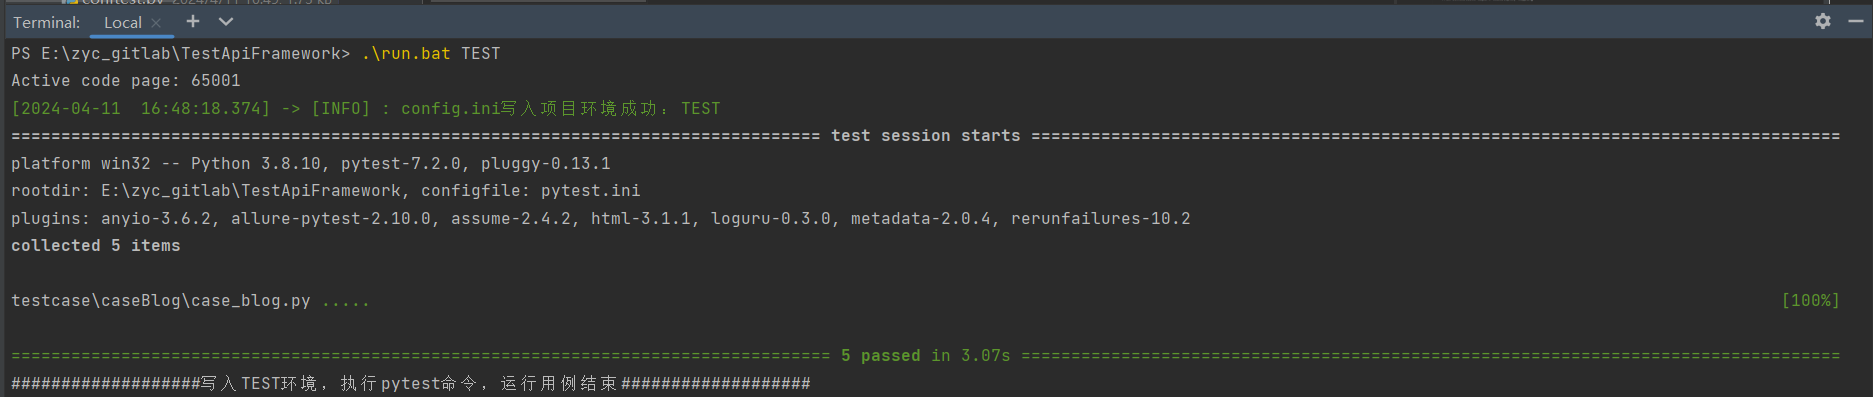 Terminal: Local × +
PS E:\zyc_gitlab\TestApiFramework> .\run.bat TEST
Active code page: 65001
[2024-04-11  16:48:18.374] -> [INFO] : config.ini写入项目环境成功：TEST
================================================================================= test session starts =================================================================================
platform win32 -- Python 3.8.10, pytest-7.2.0, pluggy-0.13.1
rootdir: E:\zyc_gitlab\TestApiFramework, configfile: pytest.ini
plugins: anyio-3.6.2, allure-pytest-2.10.0, assume-2.4.2, html-3.1.1, loguru-0.3.0, metadata-2.0.4, rerunfailures-10.2
collected 5 items
testcase\caseBlog\case_blog.py ..... [100%]
================================================================================== 5 passed in 3.07s ==================================================================================
###################写入TEST环境，执行pytest命令，运行用例结束###################